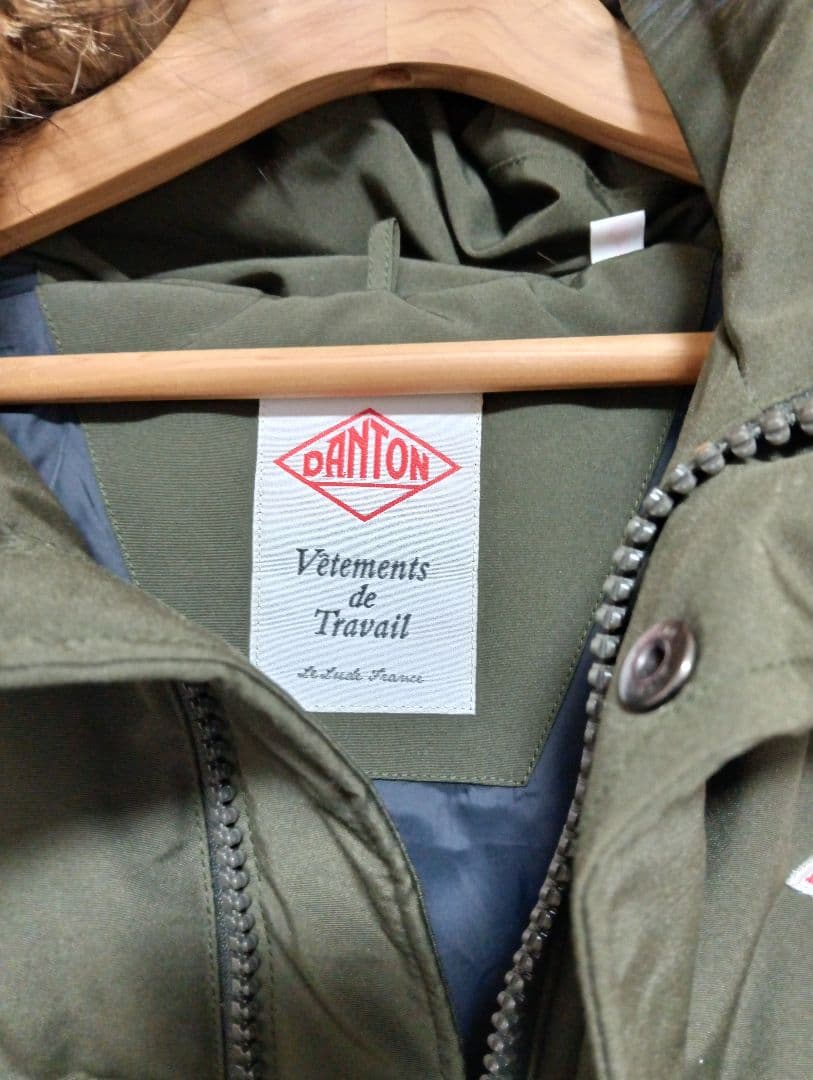 DANTON
Vêtements
de
Travail
Le Lude France